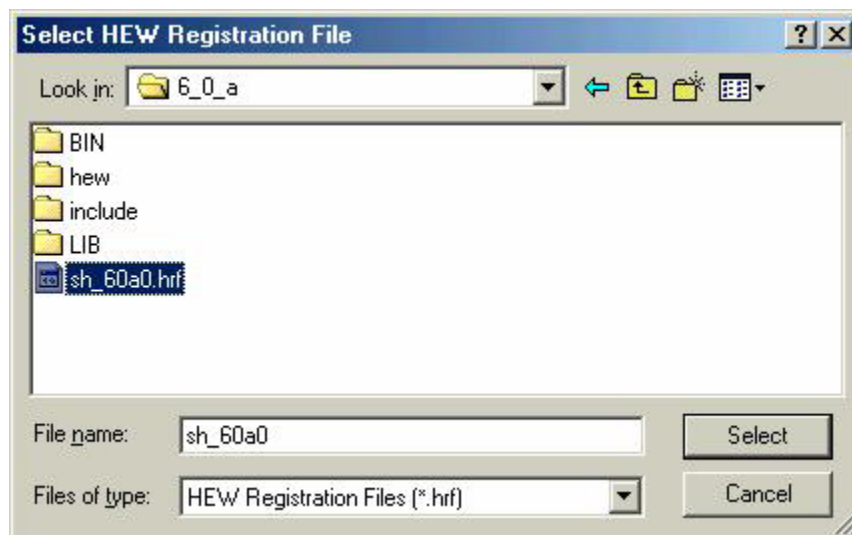 Select HEW Registration File
Look in: 6_0_a
BIN
hew
include
LIB
sh_60a0.hrf
File name: sh_60a0 Select
Files of type: HEW Registration Files (*.hrf) Cancel